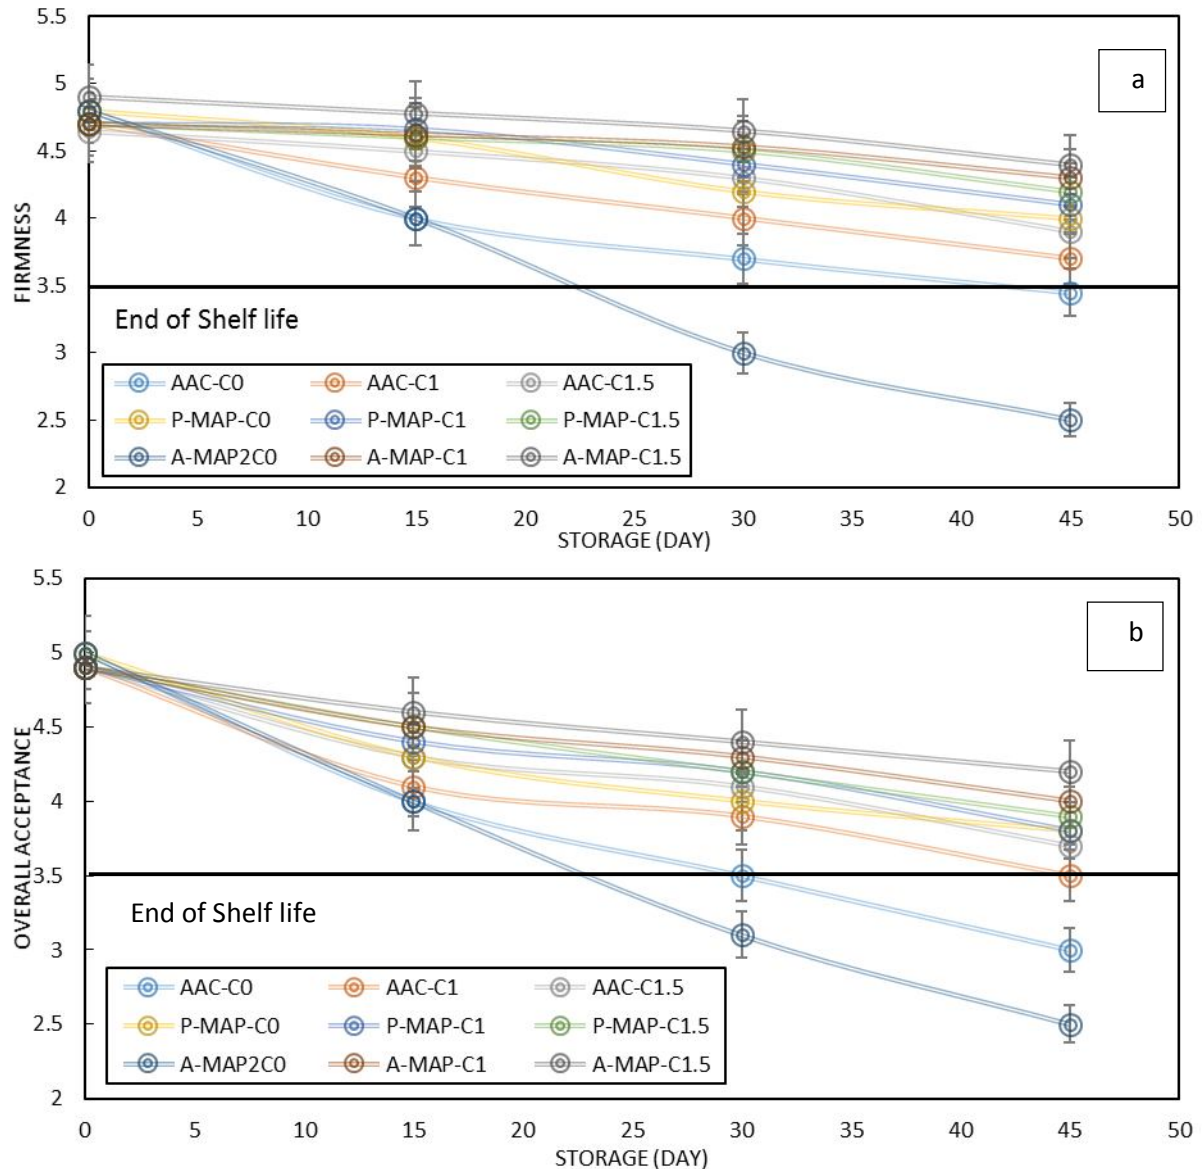 5.5
a
5
4.5
4
3.5
3
2.5
2
FIRMNESS
End of Shelf life
AAC-C0 AAC-C1 AAC-C1.5
P-MAP-C0 P-MAP-C1 P-MAP-C1.5
A-MAP2C0 A-MAP-C1 A-MAP-C1.5
0 5 10 15 20 25 30 35 40 45 50
STORAGE (DAY)
5.5
b
5
4.5
4
3.5
3
2.5
2
OVERALL ACCEPTANCE
End of Shelf life
AAC-C0 AAC-C1 AAC-C1.5
P-MAP-C0 P-MAP-C1 P-MAP-C1.5
A-MAP2C0 A-MAP-C1 A-MAP-C1.5
0 5 10 15 20 25 30 35 40 45 50
STORAGE (DAY)